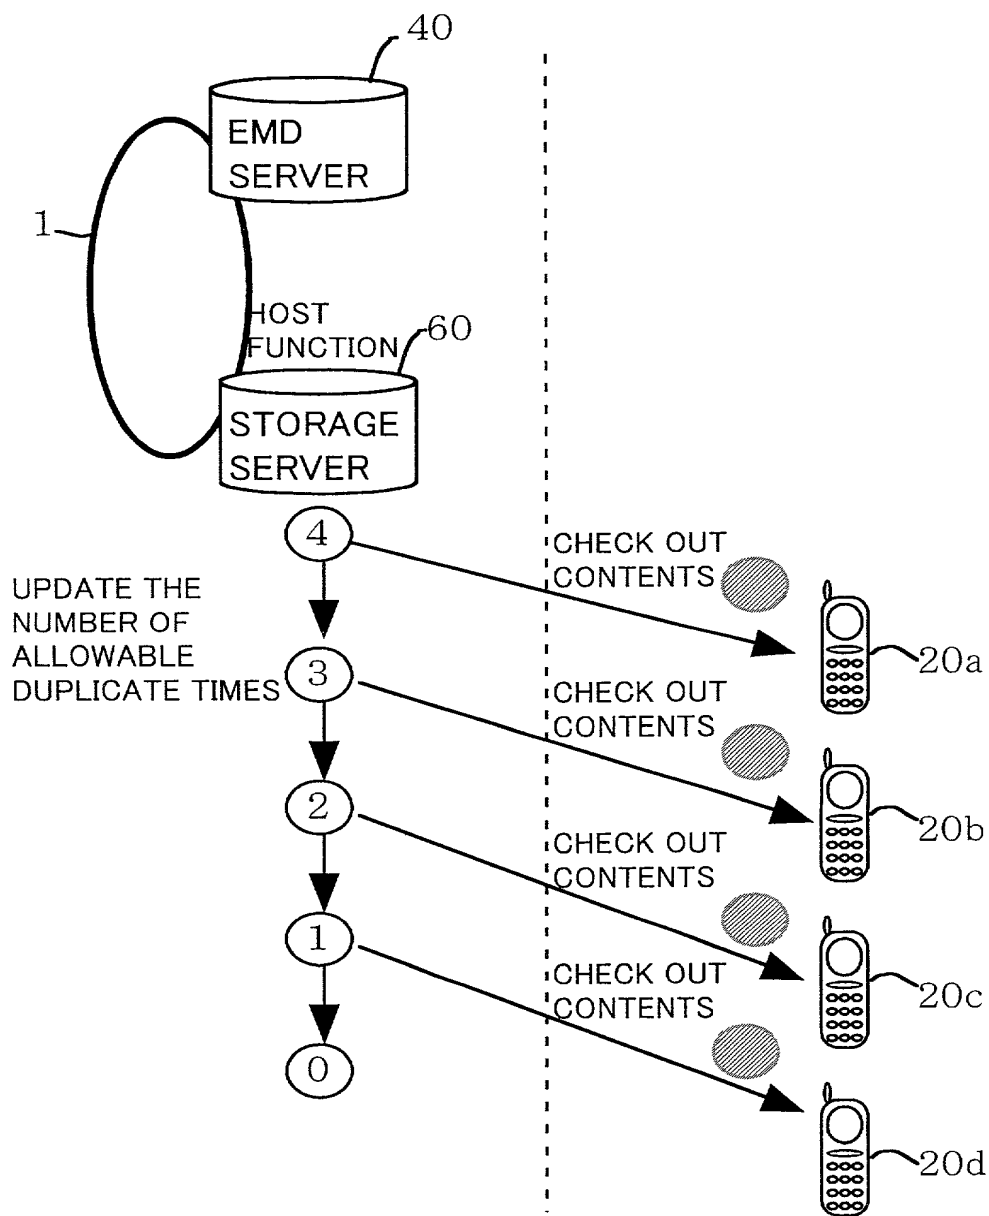 40
EMD
SERVER
1
HOST
FUNCTION
60
STORAGE
SERVER
4
CHECK OUT
CONTENTS
UPDATE THE
NUMBER OF
ALLOWABLE
DUPLICATE TIMES
20a
3
CHECK OUT
CONTENTS
20b
2
CHECK OUT
CONTENTS
20c
1
CHECK OUT
CONTENTS
0
20d